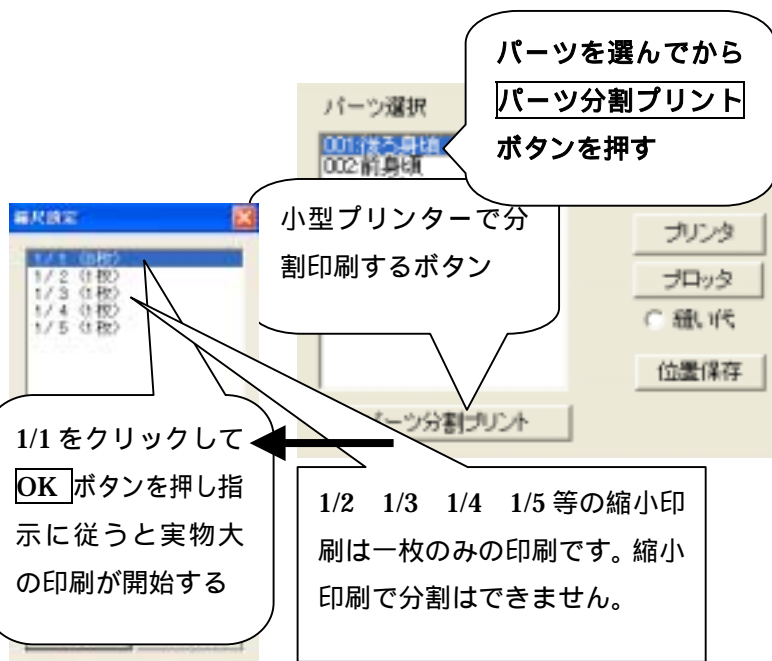 パーツを選んでから
パーツ分割プリント
ボタンを押す
パーツ選択
001:後ろ身頃
002:前身頃
小型プリンターで分
割印刷するボタン
プリンタ
プロッタ
縫い代
位置保存
パーツ分割プリント
縮尺設定
1/1
1/2 (1枚)
1/3 (1枚)
1/4 (1枚)
1/5 (1枚)
1/1 をクリックして
OK ボタンを押し指
示に従うと実物大
の印刷が開始する
1/2 1/3 1/4 1/5 等の縮小印
刷は一枚のみの印刷です。縮小
印刷で分割はできません。